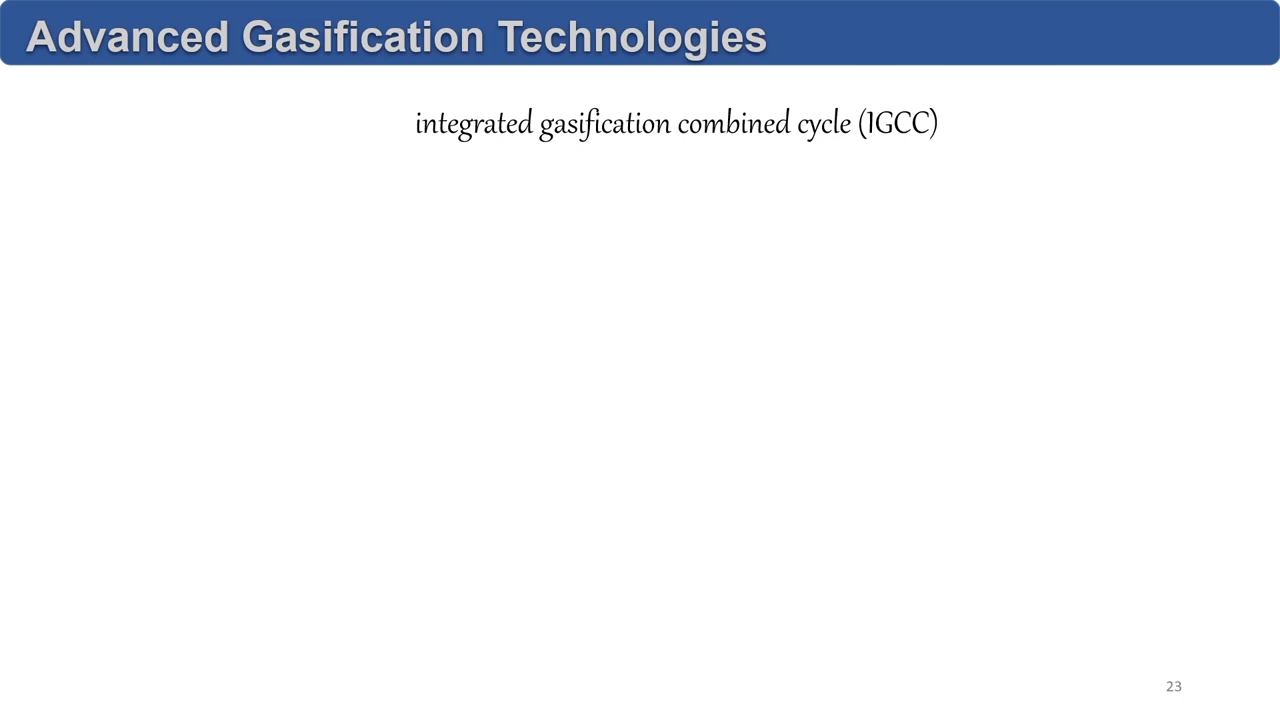 Advanced Gasification Technologies
integrated gasification combined cycle (IGCC)
23